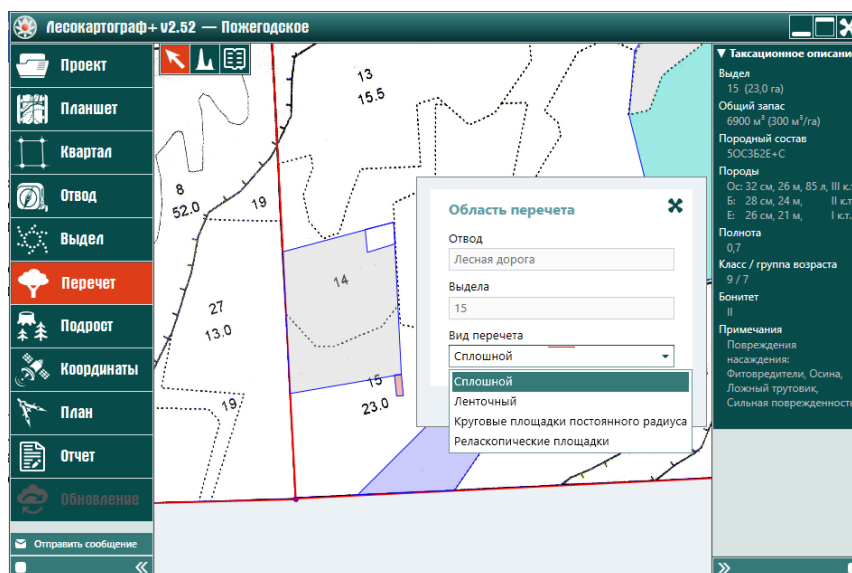 Лесокартограф+ v2.52 — Пожегодское
Проект
Планшет
Квартал
Отвод
Выдел
Перечет
Подрост
Координаты
План
Отчет
Обновление
Отправить сообщение
13
15.5
8
52.0
19
14
27
13.0
15
23.0
19
Область перечета
Отвод
Лесная дорога
Выдела
15
Вид перечета
Сплошной
Сплошной
Ленточный
Круговые площадки постоянного радиуса
Реласкопические площадки
▼ Таксационное описание
Выдел
15 (23,0 га)
Общий запас
6900 м³ (300 м³/га)
Породный состав
5ОС3Б2Е+С
Породы
Ос: 32 см, 26 м, 85 л, III к.т.
Б: 28 см, 24 м, II к.т.
Е: 26 см, 21 м, I к.т.
Полнота
0,7
Класс / группа возраста
9 / 7
Бонитет
II
Примечания
Повреждения
насаждения:
Фитовредители, Осина,
Ложный трутовик,
Сильная поврежденность